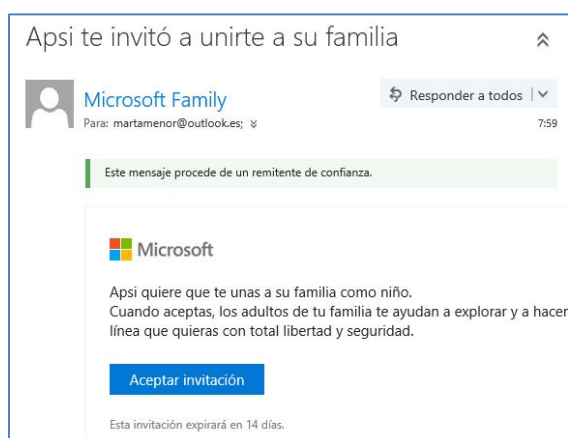 Apsi te invitó a unirte a su familia
Microsoft Family
Responder a todos
Para: martamenor@outlook.es;
7:59
Este mensaje procede de un remitente de confianza.
Microsoft
Apsi quiere que te unas a su familia como niño.
Cuando aceptas, los adultos de tu familia te ayudan a explorar y a hacer
línea que quieras con total libertad y seguridad.
Aceptar invitación
Esta invitación expirará en 14 días.